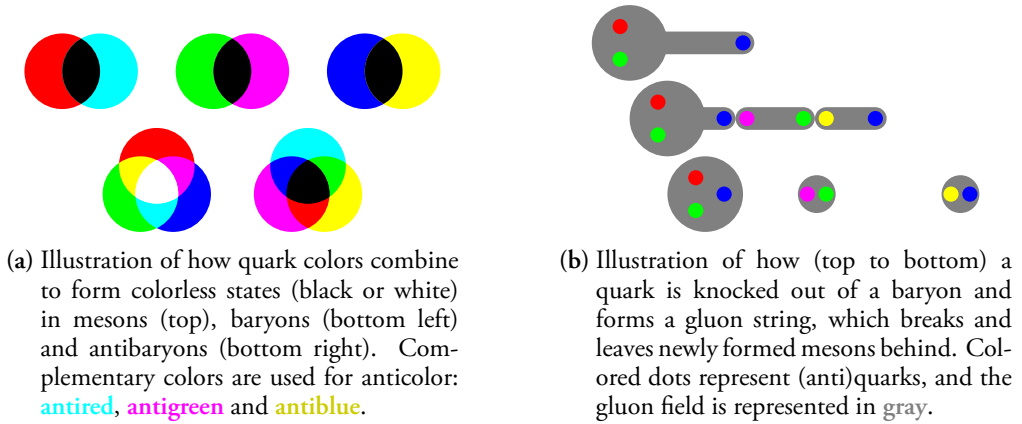 (a) Illustration of how quark colors combine
to form colorless states (black or white)
in mesons (top), baryons (bottom left)
and antibaryons (bottom right). Com-
plementary colors are used for anticolor:
antired, antigreen and antiblue.
(b) Illustration of how (top to bottom) a
quark is knocked out of a baryon and
forms a gluon string, which breaks and
leaves newly formed mesons behind. Col-
ored dots represent (anti)quarks, and the
gluon field is represented in gray.